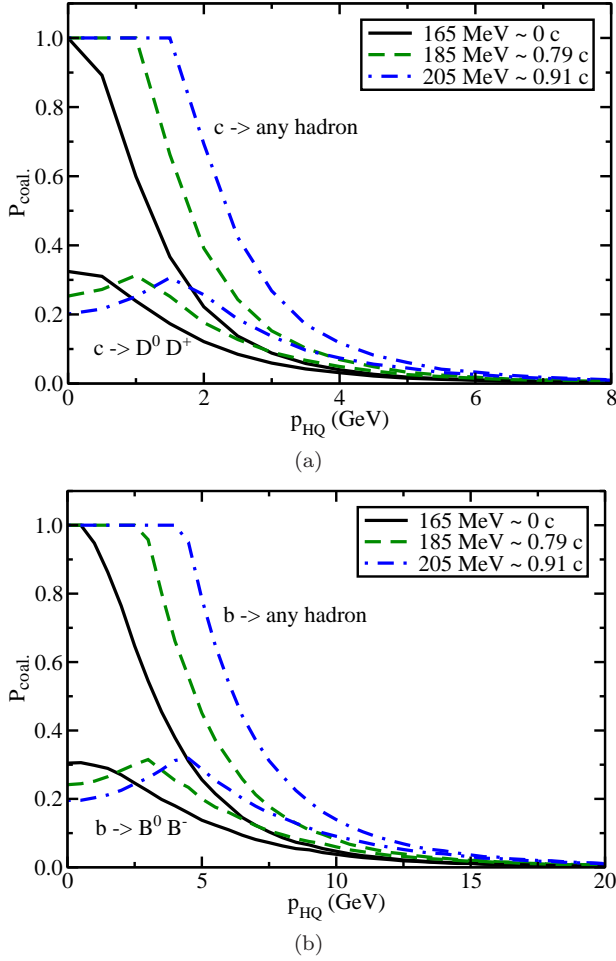 165 MeV ~ 0 c
185 MeV ~ 0.79 c
205 MeV ~ 0.91 c
c -> any hadron
c -> D⁰ D⁺
P_coal.
1.0
0.8
0.6
0.4
0.2
0.0
0 2 4 6 8
p_HQ (GeV)
(a)
165 MeV ~ 0 c
185 MeV ~ 0.79 c
205 MeV ~ 0.91 c
b -> any hadron
b -> B⁰ B⁻
P_coal.
1.0
0.8
0.6
0.4
0.2
0.0
0 5 10 15 20
p_HQ (GeV)
(b)